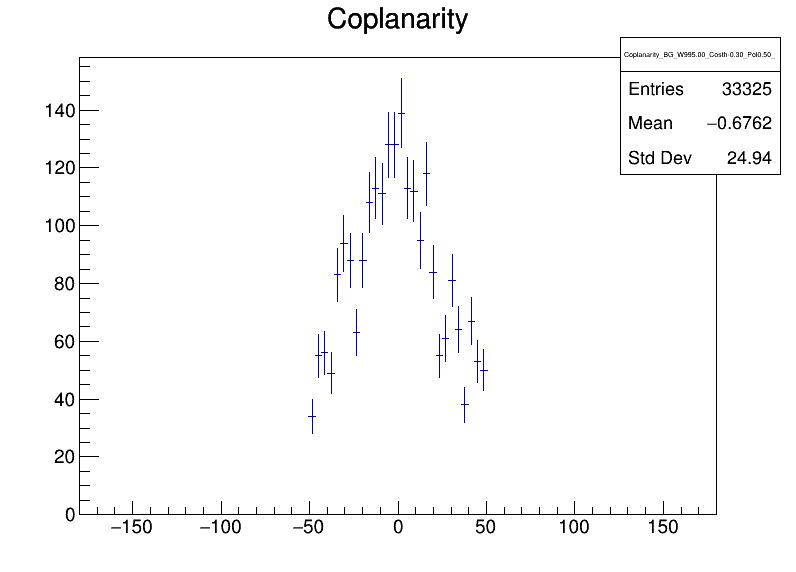 Coplanarity
Coplanarity_BG_W995.00_Costh-0.30_Pol0.50_
Entries 33325
Mean −0.6762
Std Dev 24.94
140
120
100
80
60
40
20
0
−150 −100 −50 0 50 100 150